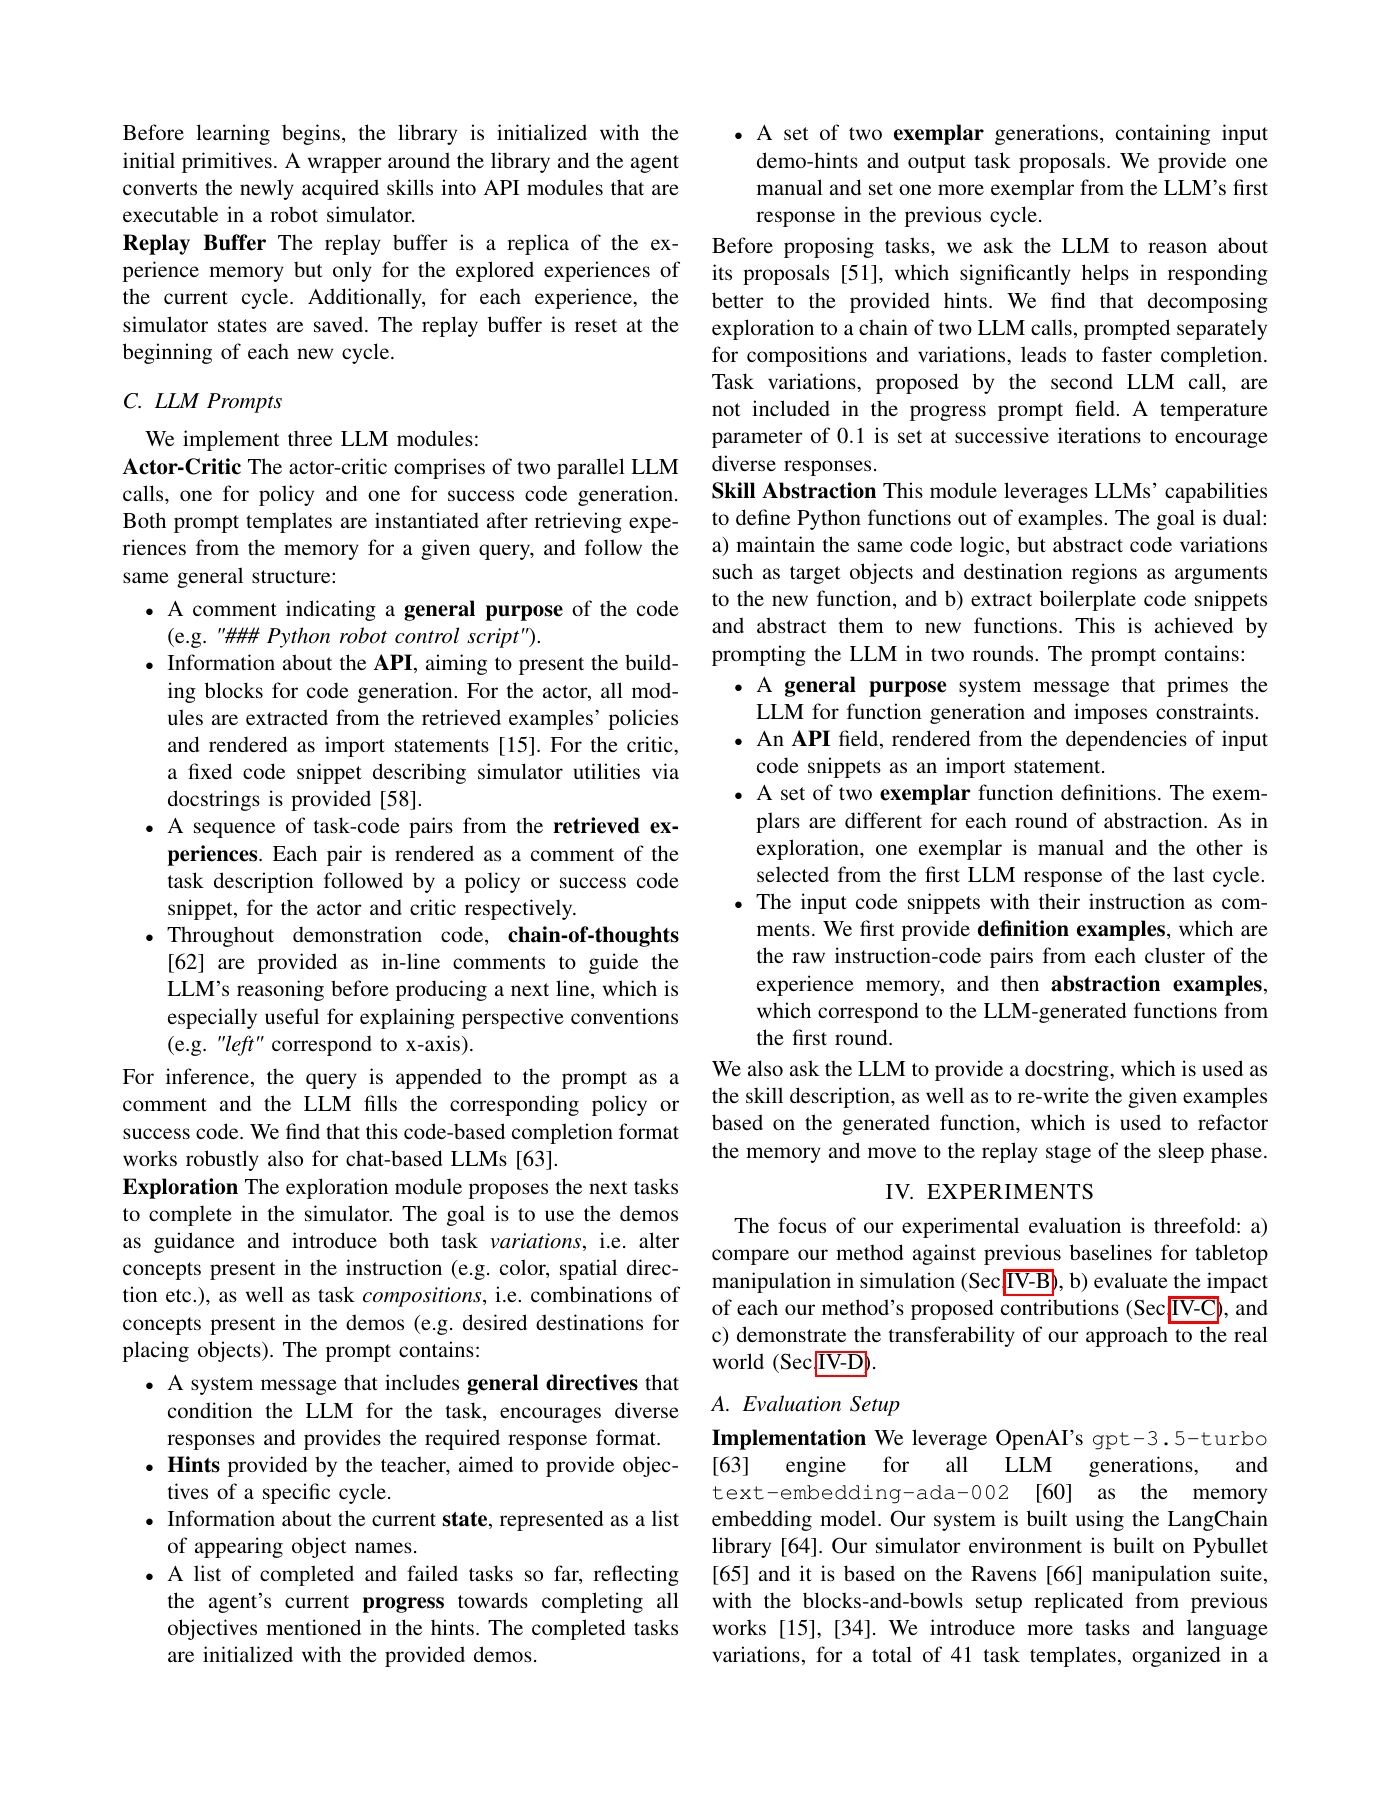 Before learning begins, the library is initialized with the
initial primitives. A wrapper around the library and the agent
converts the newly acquired skills into API modules that are
executable in a robot simulator.
Replay Buffer The replay buffer is a replica of the ex-
perience memory but only for the explored experiences of
the current cycle. Additionally, for each experience, the
simulator states are saved. The replay buffer is reset at the
beginning of each new cycle.
C. LLM Prompts
We implement three LLM modules:
Actor-Critic The actor-critic comprises of two parallel LLM
calls, one for policy and one for success code generation.
Both prompt templates are instantiated after retrieving expe-
riences from the memory for a given query, and follow the
same general structure:
• A comment indicating a general purpose of the code
(e.g. "### Python robot control script").
• Information about the API, aiming to present the build-
ing blocks for code generation. For the actor, all mod-
ules are extracted from the retrieved examples' policies
and rendered as import statements [15]. For the critic,
a fixed code snippet describing simulator utilities via
docstrings is provided [58].
• A sequence of task-code pairs from the retrieved ex-
periences. Each pair is rendered as a comment of the
task description followed by a policy or success code
snippet, for the actor and critic respectively.
• Throughout demonstration code, chain-of-thoughts
[62] are provided as in-line comments to guide the
LLM's reasoning before producing a next line, which is
especially useful for explaining perspective conventions
(e.g. "left" correspond to x-axis).
For inference, the query is appended to the prompt as a
comment and the LLM fills the corresponding policy or
success code. We find that this code-based completion format
works robustly also for chat-based LLMs [63].
Exploration The exploration module proposes the next tasks
to complete in the simulator. The goal is to use the demos
as guidance and introduce both task variations, i.e. alter
concepts present in the instruction (e.g. color, spatial direc-
tion etc.), as well as task compositions, i.e. combinations of
concepts present in the demos (e.g. desired destinations for
placing objects). The prompt contains:
• A system message that includes general directives that
condition the LLM for the task, encourages diverse
responses and provides the required response format.
• Hints provided by the teacher, aimed to provide objec-
tives of a specific cycle.
• Information about the current state, represented as a list
of appearing object names.
• A list of completed and failed tasks so far, reflecting
the agent's current progress towards completing all
objectives mentioned in the hints. The completed tasks
are initialized with the provided demos.
• A set of two exemplar generations, containing input
demo-hints and output task proposals. We provide one
manual and set one more exemplar from the LLM's first
response in the previous cycle.
Before proposing tasks, we ask the LLM to reason about
its proposals [51], which significantly helps in responding
better to the provided hints. We find that decomposing
exploration to a chain of two LLM calls, prompted separately
for compositions and variations, leads to faster completion.
Task variations, proposed by the second LLM call, are
not included in the progress prompt field. A temperature
parameter of 0.1 is set at successive iterations to encourage
diverse responses.
Skill Abstraction This module leverages LLMs' capabilities
to define Python functions out of examples. The goal is dual:
a) maintain the same code logic, but abstract code variations
such as target objects and destination regions as arguments
to the new function, and b) extract boilerplate code snippets
and abstract them to new functions. This is achieved by
prompting the LLM in two rounds. The prompt contains:
• A general purpose system message that primes the
LLM for function generation and imposes constraints.
• An API field, rendered from the dependencies of input
code snippets as an import statement.
• A set of two exemplar function definitions. The exem-
plars are different for each round of abstraction. As in
exploration, one exemplar is manual and the other is
selected from the first LLM response of the last cycle.
• The input code snippets with their instruction as com-
ments. We first provide definition examples, which are
the raw instruction-code pairs from each cluster of the
experience memory, and then abstraction examples,
which correspond to the LLM-generated functions from
the first round.
We also ask the LLM to provide a docstring, which is used as
the skill description, as well as to re-write the given examples
based on the generated function, which is used to refactor
the memory and move to the replay stage of the sleep phase.
IV. EXPERIMENTS
The focus of our experimental evaluation is threefold: a)
compare our method against previous baselines for tabletop
manipulation in simulation (Sec.IV-B), b) evaluate the impact
of each our method's proposed contributions (Sec.IV-C), and
c) demonstrate the transferability of our approach to the real
world (Sec.IV-D).
A. Evaluation Setup
Implementation We leverage OpenAI's gpt-3.5-turbo
[63] engine for all LLM generations, and
text-embedding-ada-002 [60] as the memory
embedding model. Our system is built using the LangChain
library [64]. Our simulator environment is built on Pybullet
[65] and it is based on the Ravens [66] manipulation suite,
with the blocks-and-bowls setup replicated from previous
works [15], [34]. We introduce more tasks and language
variations, for a total of 41 task templates, organized in a